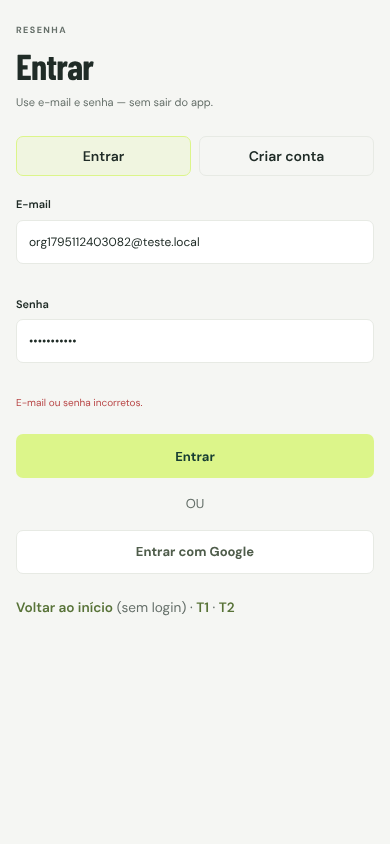 RESENHA
Entrar
Use e-mail e senha — sem sair do app.
Entrar
Criar conta
E-mail
org1795112403082@teste.local
Senha
•••••••••••
E-mail ou senha incorretos.
Entrar
OU
Entrar com Google
Voltar ao início (sem login) · T1 · T2